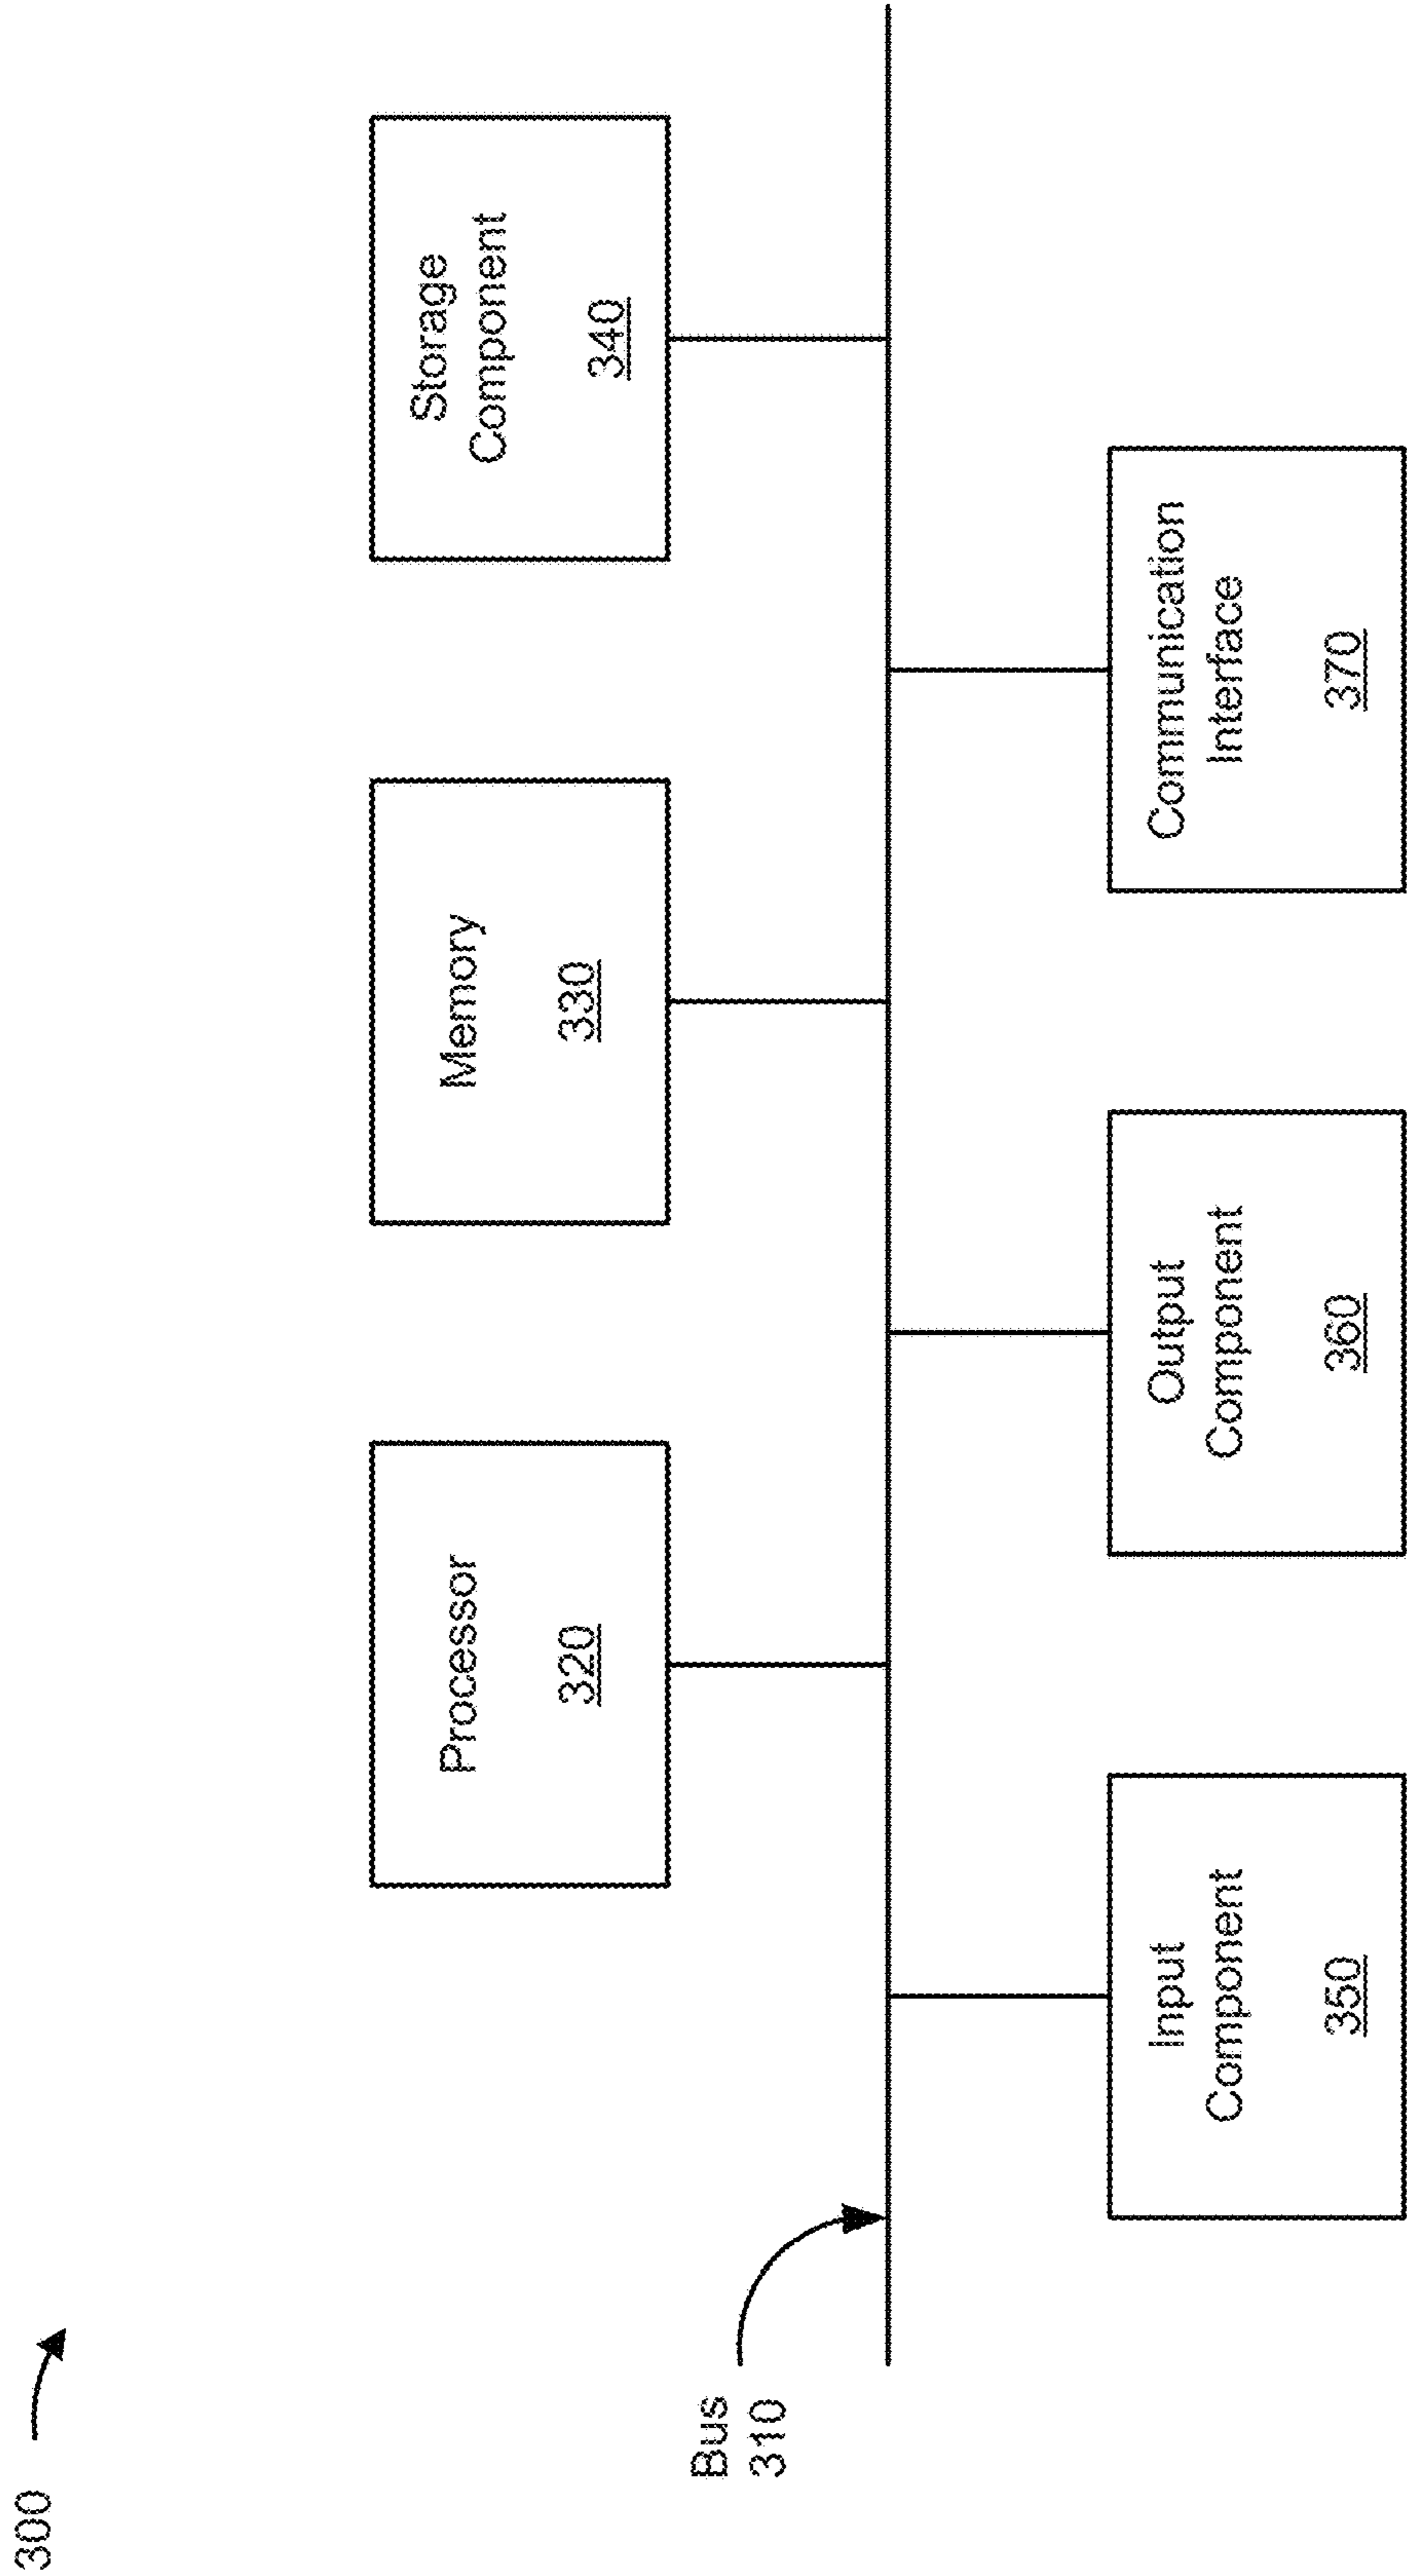 300
Bus
310
Processor
320
Memory
330
Storage
Component
340
Input
Component
350
Output
Component
360
Communication
Interface
370